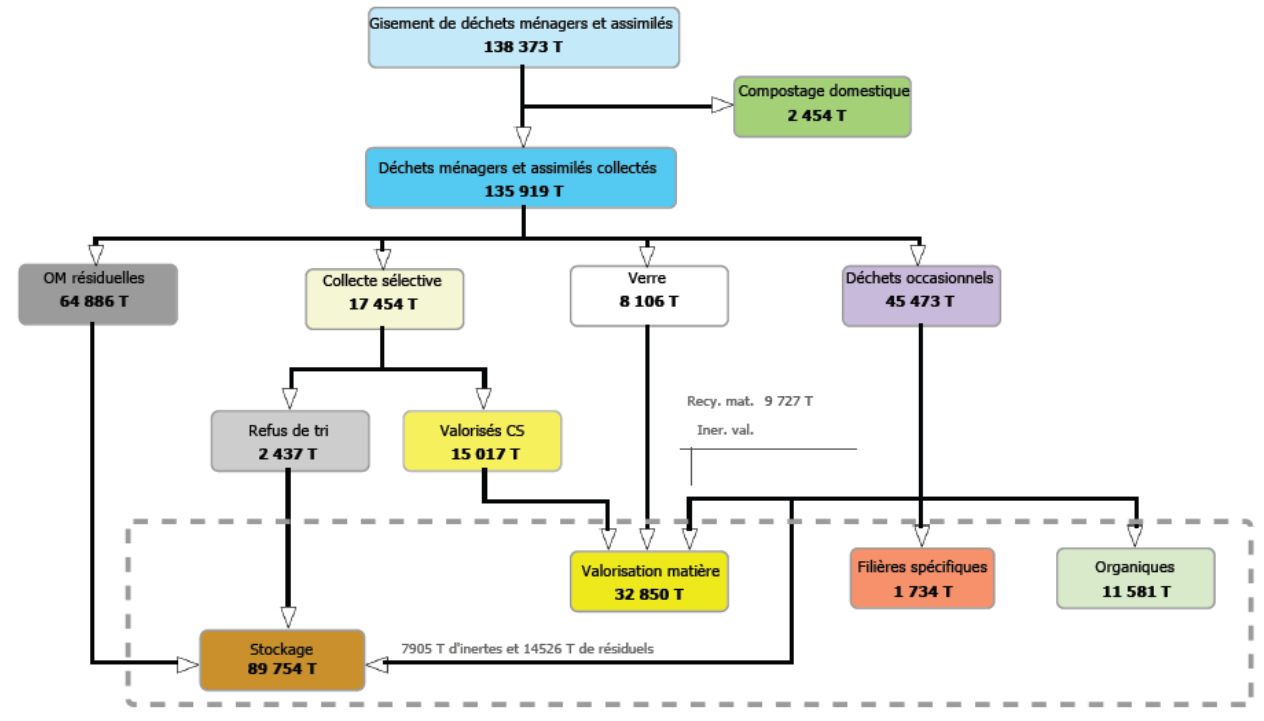 Gisement de déchets ménagers et assimilés
138 373 T
Compostage domestique
2 454 T
Déchets ménagers et assimilés collectés
135 919 T
OM résiduelles
64 886 T
Collecte sélective
17 454 T
Verre
8 106 T
Déchets occasionnels
45 473 T
Recy. mat. 9 727 T
Iner. val.
Refus de tri
2 437 T
Valorisés CS
15 017 T
Valorisation matière
32 850 T
Filières spécifiques
1 734 T
Organiques
11 581 T
Stockage
89 754 T
7905 T d'inertes et 14526 T de résiduels